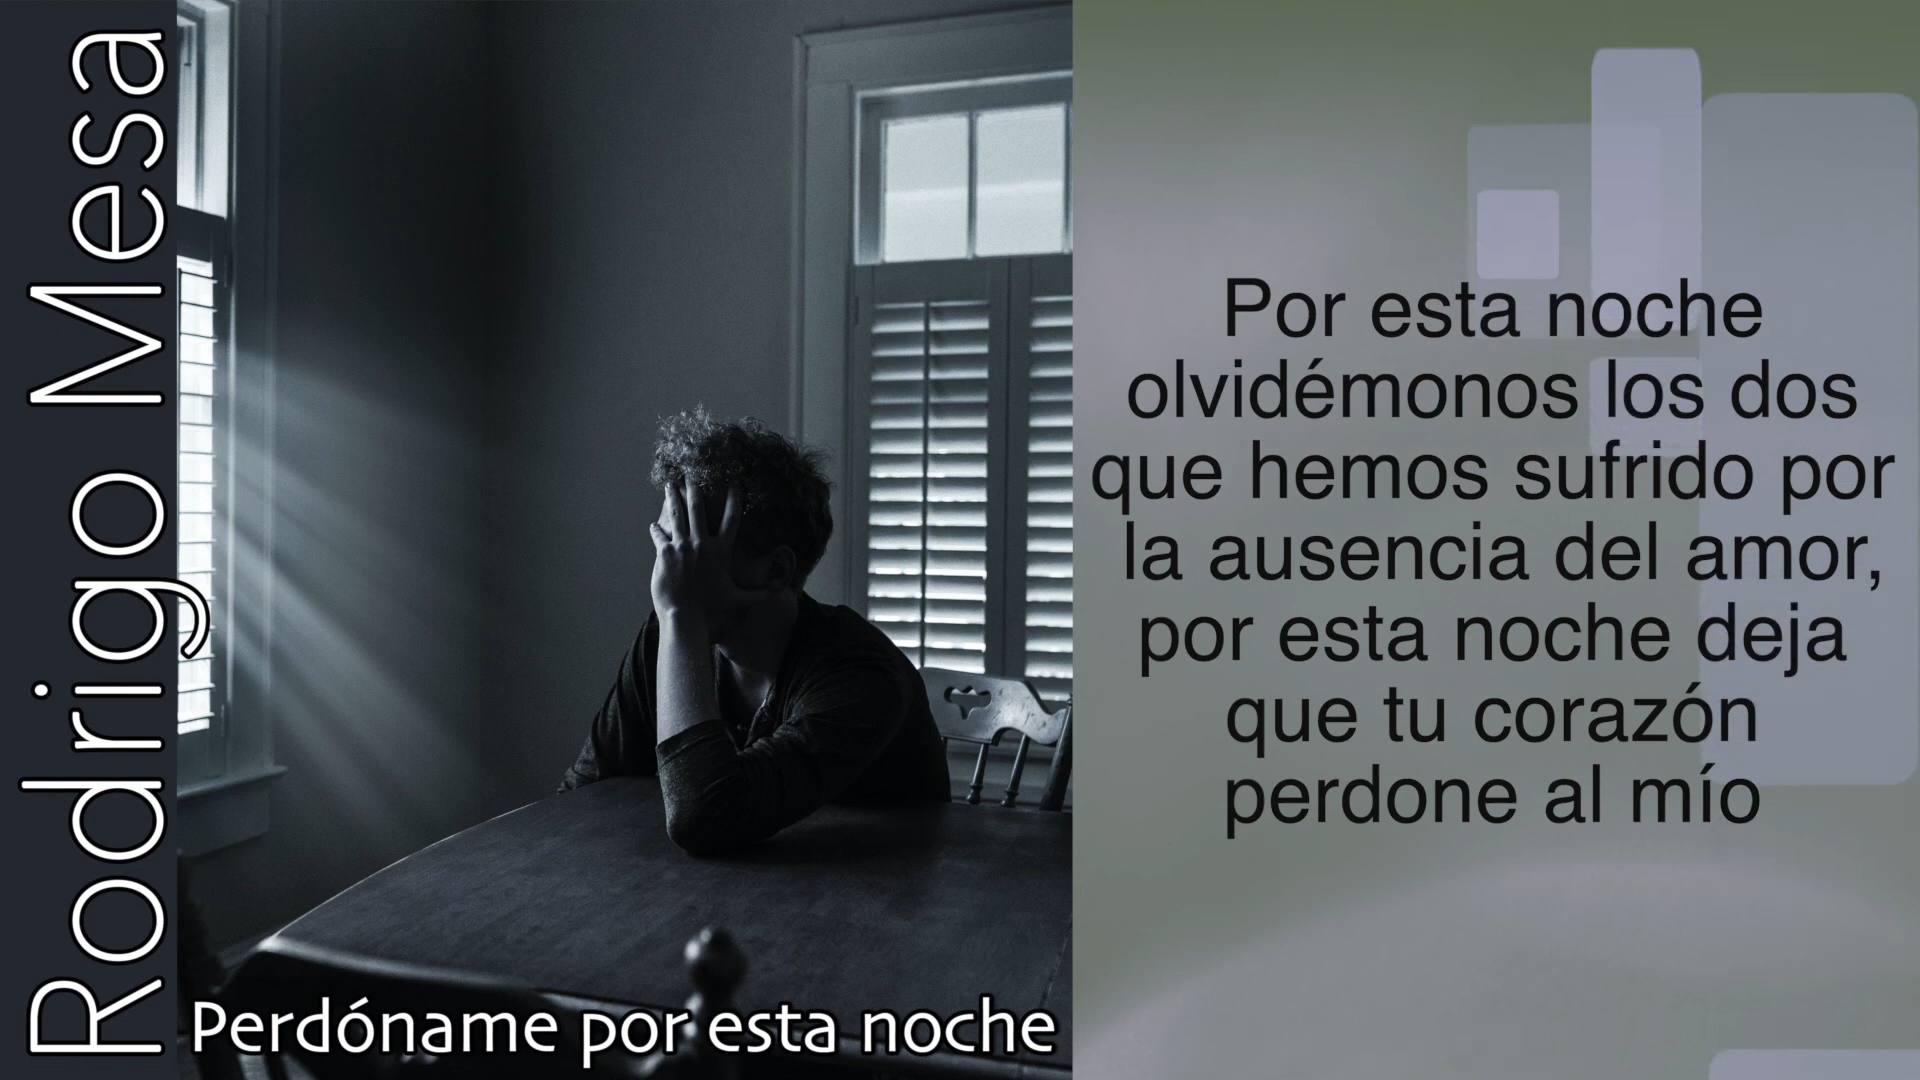 Rodrigo Mesa
Perdóname por esta noche
Por esta noche
olvidémonos los dos
que hemos sufrido por
la ausencia del amor,
por esta noche deja
que tu corazón
perdone al mío